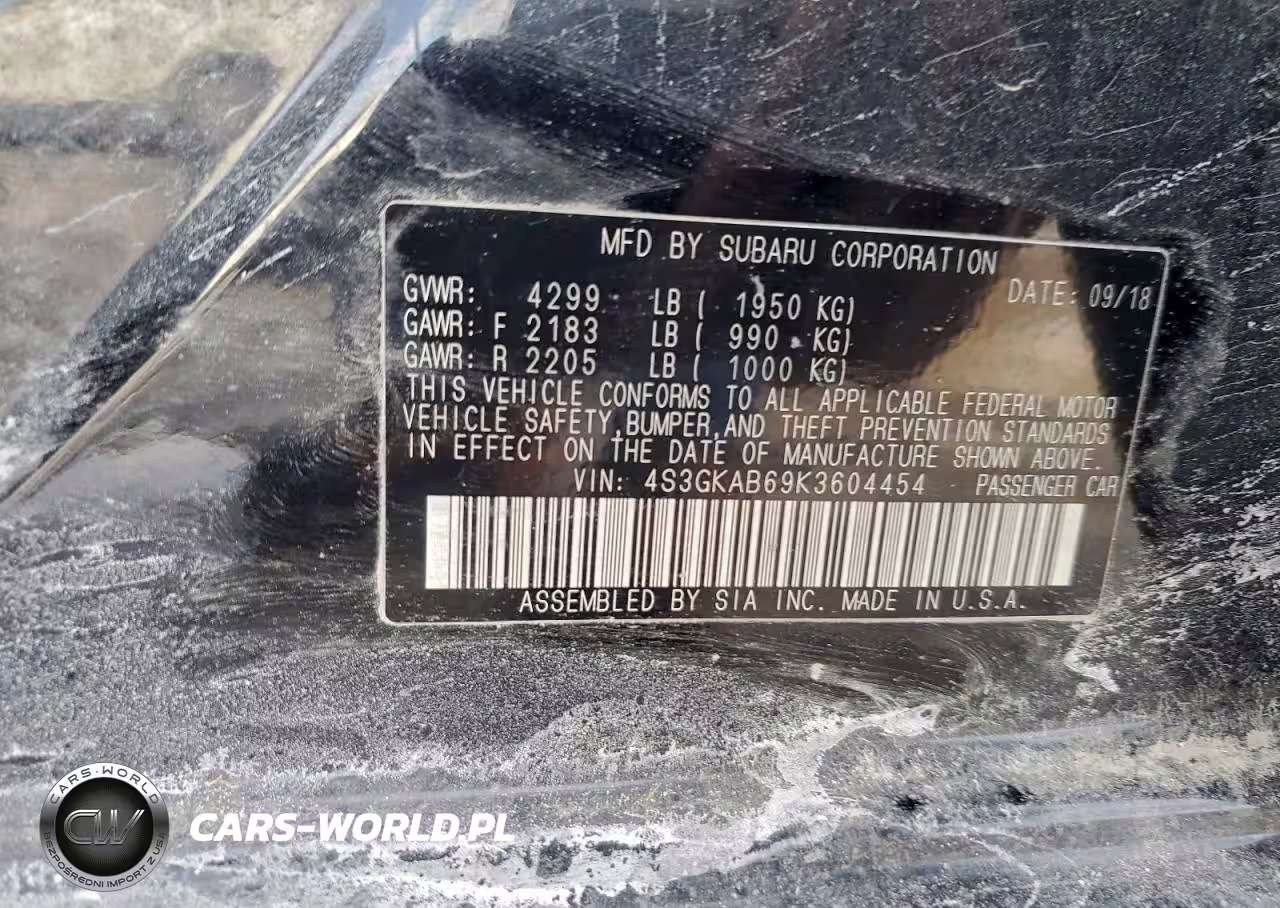 MFD BY SUBARU CORPORATION
DATE: 09/18
GVWR: 4299 LB ( 1950 KG)
GAWR: F 2183 LB ( 990 KG)
GAWR: R 2205 LB ( 1000 KG)
THIS VEHICLE CONFORMS TO ALL APPLICABLE FEDERAL MOTOR
VEHICLE SAFETY, BUMPER, AND THEFT PREVENTION STANDARDS
IN EFFECT ON THE DATE OF MANUFACTURE SHOWN ABOVE.
VIN: 4S3GKAB69K3604454 PASSENGER CAR
ASSEMBLED BY SIA INC. MADE IN U.S.A.
CARS-WORLD
CW
BEZPOŚREDNI IMPORT Z USA
CARS-WORLD.PL